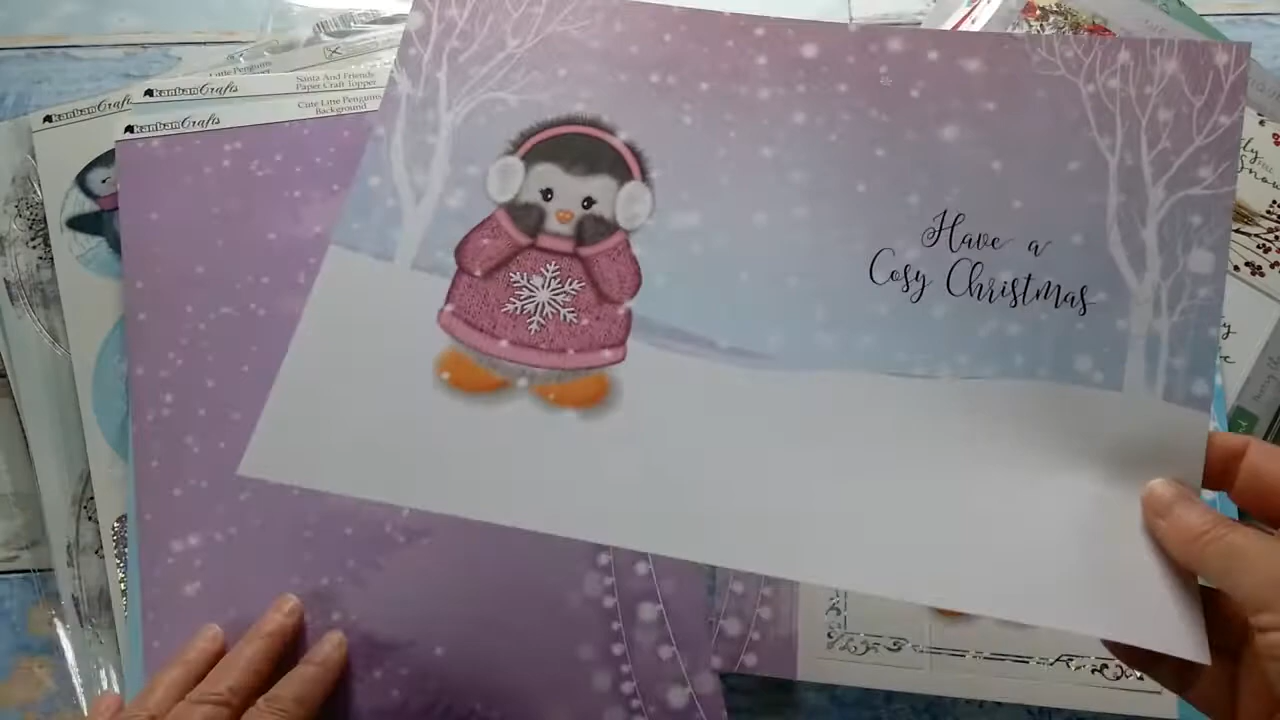 Little Penguins
Topper
kanban Crafts
kanban Crafts
Santa And Friends
Paper Craft Topper
kanban Crafts
Cute Little Penguins
Background
Have a
Cosy Christmas